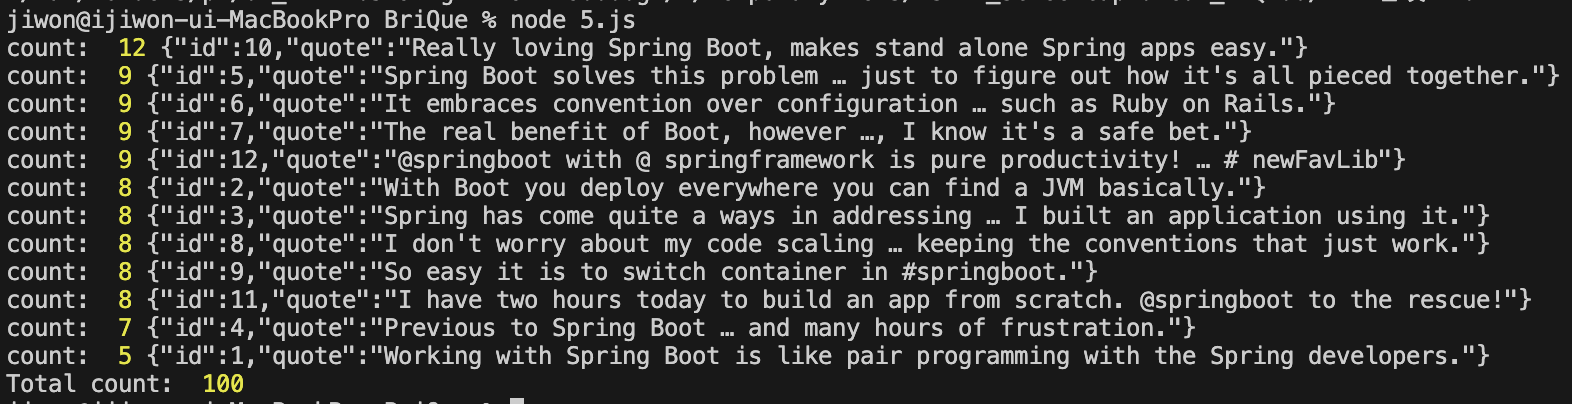 jiwon@ijiwon-ui-MacBookPro BriQue % node 5.js
count:  12 {"id":10,"quote":"Really loving Spring Boot, makes stand alone Spring apps easy."}
count:  9 {"id":5,"quote":"Spring Boot solves this problem … just to figure out how it's all pieced together."}
count:  9 {"id":6,"quote":"It embraces convention over configuration … such as Ruby on Rails."}
count:  9 {"id":7,"quote":"The real benefit of Boot, however …, I know it's a safe bet."}
count:  9 {"id":12,"quote":"@springboot with @ springframework is pure productivity! … # newFavLib"}
count:  8 {"id":2,"quote":"With Boot you deploy everywhere you can find a JVM basically."}
count:  8 {"id":3,"quote":"Spring has come quite a ways in addressing … I built an application using it."}
count:  8 {"id":8,"quote":"I don't worry about my code scaling … keeping the conventions that just work."}
count:  8 {"id":9,"quote":"So easy it is to switch container in #springboot."}
count:  8 {"id":11,"quote":"I have two hours today to build an app from scratch. @springboot to the rescue!"}
count:  7 {"id":4,"quote":"Previous to Spring Boot … and many hours of frustration."}
count:  5 {"id":1,"quote":"Working with Spring Boot is like pair programming with the Spring developers."}
Total count:  100